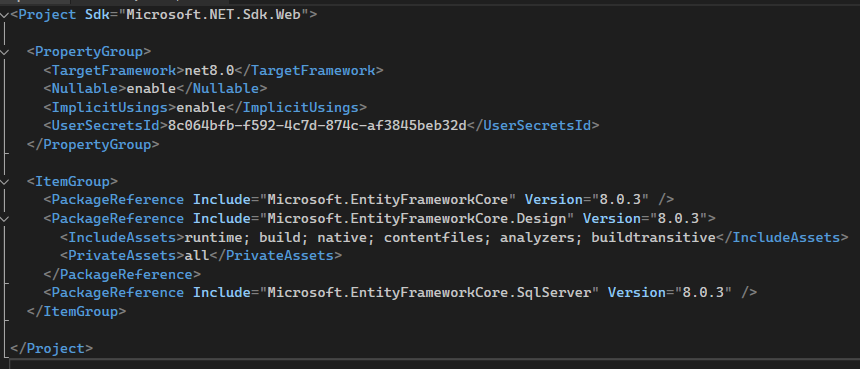 <Project Sdk="Microsoft.NET.Sdk.Web">
<PropertyGroup>
<TargetFramework>net8.0</TargetFramework>
<Nullable>enable</Nullable>
<ImplicitUsings>enable</ImplicitUsings>
<UserSecretsId>8c064bfb-f592-4c7d-874c-af3845beb32d</UserSecretsId>
</PropertyGroup>
<ItemGroup>
<PackageReference Include="Microsoft.EntityFrameworkCore" Version="8.0.3" />
<PackageReference Include="Microsoft.EntityFrameworkCore.Design" Version="8.0.3">
<IncludeAssets>runtime; build; native; contentfiles; analyzers; buildtransitive</IncludeAssets>
<PrivateAssets>all</PrivateAssets>
</PackageReference>
<PackageReference Include="Microsoft.EntityFrameworkCore.SqlServer" Version="8.0.3" />
</ItemGroup>
</Project>